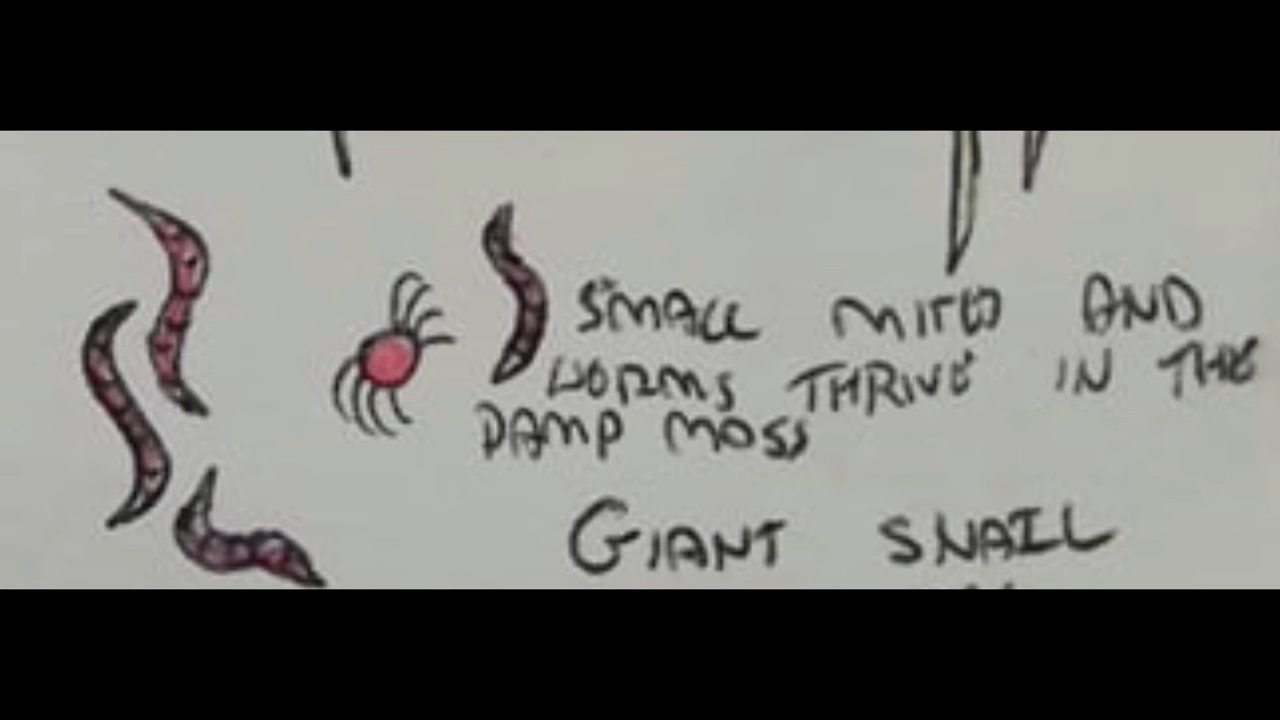 SMALL MITES AND
WORMS THRIVE IN THE
DAMP MOSS
GIANT SNAIL